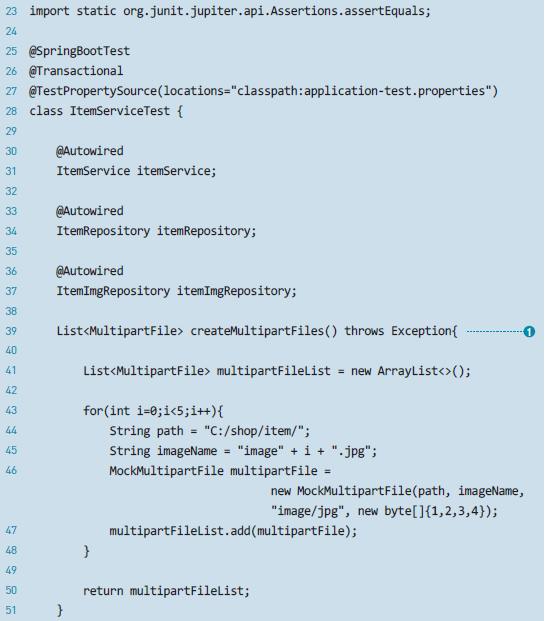 23 import static org.junit.jupiter.api.Assertions.assertEquals;
24
25 @SpringBootTest
26 @Transactional
27 @TestPropertySource(locations="classpath:application-test.properties")
28 class ItemServiceTest {
29
30     @Autowired
31     ItemService itemService;
32
33     @Autowired
34     ItemRepository itemRepository;
35
36     @Autowired
37     ItemImgRepository itemImgRepository;
38
39     List<MultipartFile> createMultipartFiles() throws Exception{ 1
40
41         List<MultipartFile> multipartFileList = new ArrayList<>();
42
43         for(int i=0;i<5;i++){
44             String path = "C:/shop/item/";
45             String imageName = "image" + i + ".jpg";
46             MockMultipartFile multipartFile =
                                    new MockMultipartFile(path, imageName,
                                    "image/jpg", new byte[]{1,2,3,4});
47             multipartFileList.add(multipartFile);
48         }
49
50         return multipartFileList;
51     }